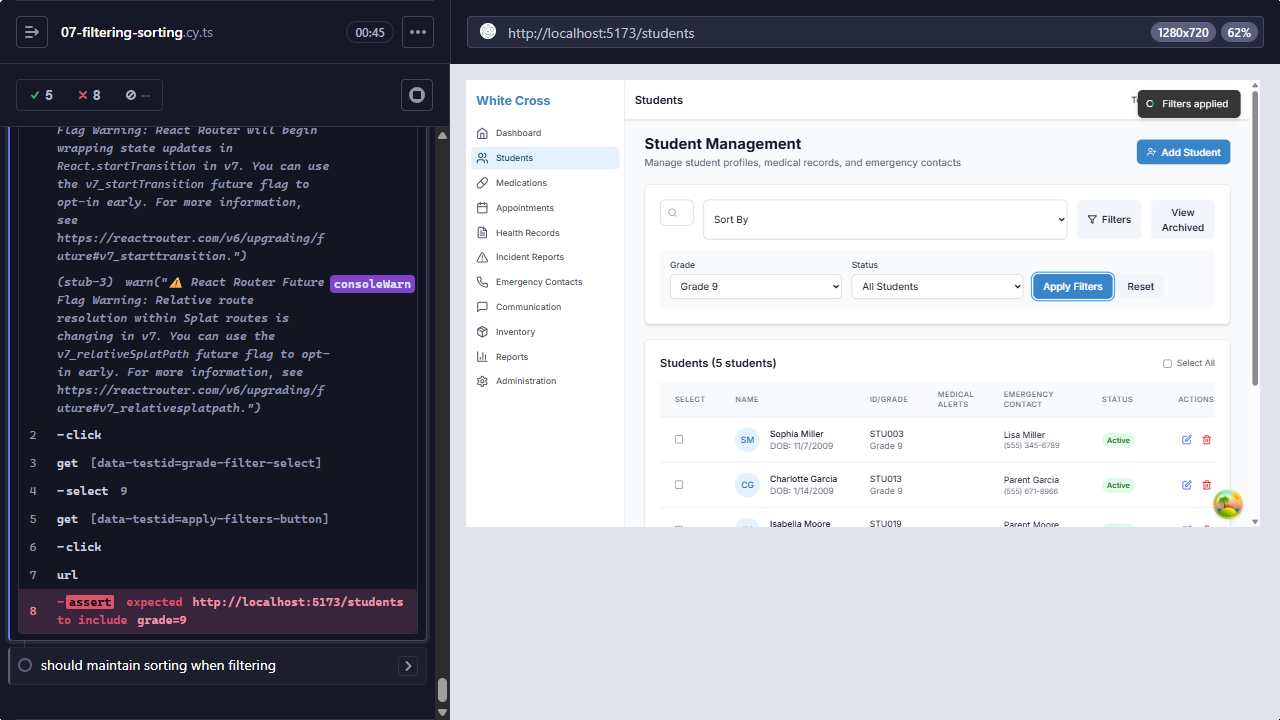 07-filtering-sorting.cy.ts
00:45
5
8
--
Flag Warning: React Router will begin
wrapping state updates in
React.startTransition in v7. You can use
the v7_startTransition future flag to
opt-in early. For more information,
see
https://reactrouter.com/v6/upgrading/f
uture#v7_starttransition.")
(stub-3) warn("⚠️ React Router Future
consoleWarn
Flag Warning: Relative route
resolution within Splat routes is
changing in v7. You can use the
v7_relativeSplatPath future flag to opt-
in early. For more information, see
https://reactrouter.com/v6/upgrading/f
uture#v7_relativesplatpath.")
2 -click
3 get [data-testid=grade-filter-select]
4 -select 9
5 get [data-testid=apply-filters-button]
6 -click
7 url
8 -assert expected http://localhost:5173/students
to include grade=9
should maintain sorting when filtering
http://localhost:5173/students
1280x720
62%
White Cross
Dashboard
Students
Medications
Appointments
Health Records
Incident Reports
Emergency Contacts
Communication
Inventory
Reports
Administration
Students
Filters applied
Student Management
Manage student profiles, medical records, and emergency contacts
Add Student
Sort By
Filters
View
Archived
Grade
Status
Grade 9
All Students
Apply Filters
Reset
Students (5 students)
Select All
SELECT NAME ID/GRADE MEDICAL ALERTS EMERGENCY CONTACT STATUS ACTIONS
SM Sophia Miller STU003 Lisa Miller Active
DOB: 11/7/2009 Grade 9 (555) 345-6789
CG Charlotte Garcia STU013 Parent Garcia Active
DOB: 1/14/2009 Grade 9 (555) 671-8966
Isabella Moore STU019 Parent Moore